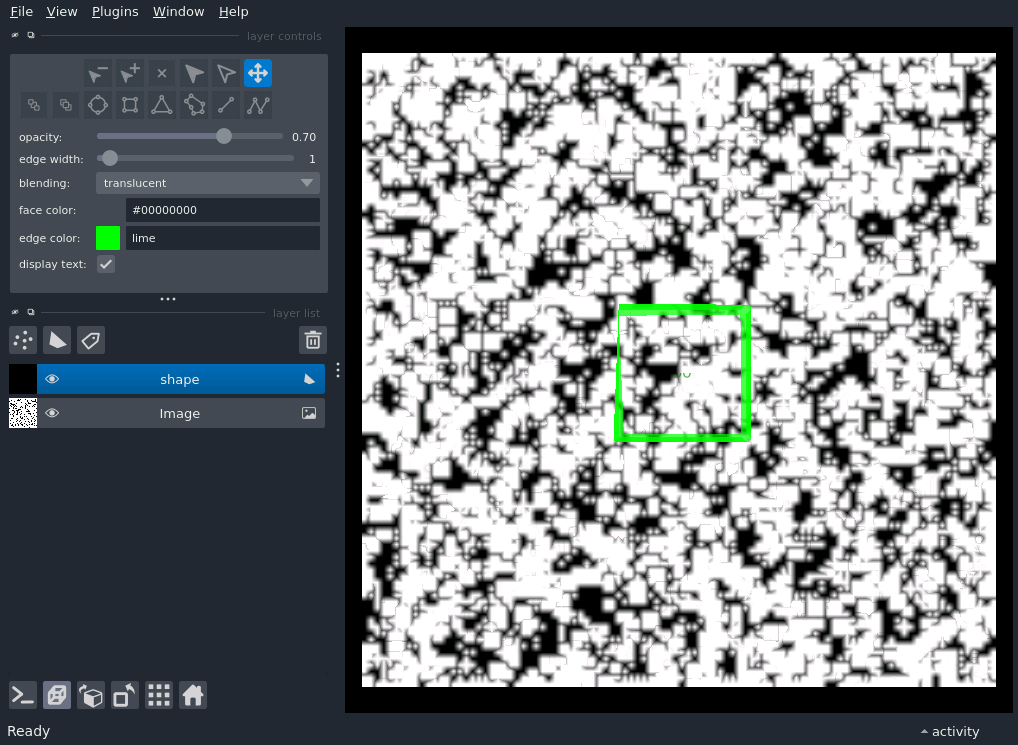 File View Plugins Window Help
layer controls
opacity: 0.70
edge width: 1
blending: translucent
face color: #00000000
edge color: lime
display text:
layer list
shape
Image
Ready
activity